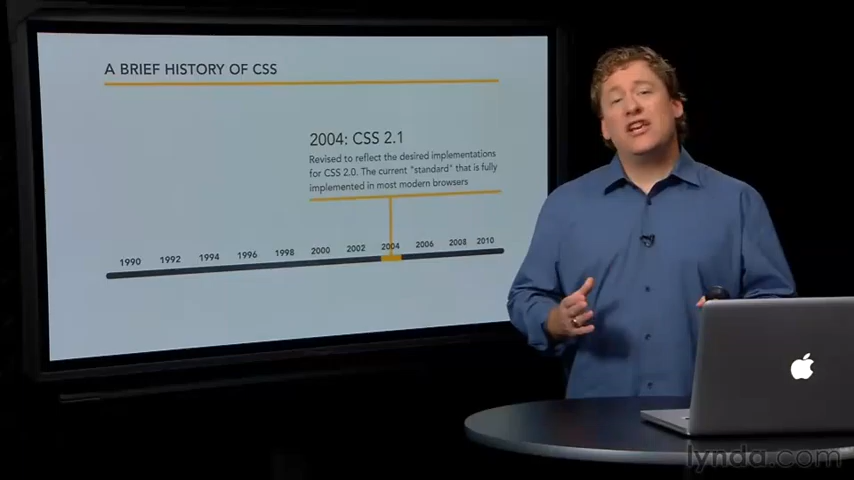 A BRIEF HISTORY OF CSS
2004: CSS 2.1
Revised to reflect the desired implementations
for CSS 2.0. The current "standard" that is fully
implemented in most modern browsers
1990 1992 1994 1996 1998 2000 2002 2004 2006 2008 2010
lynda.com